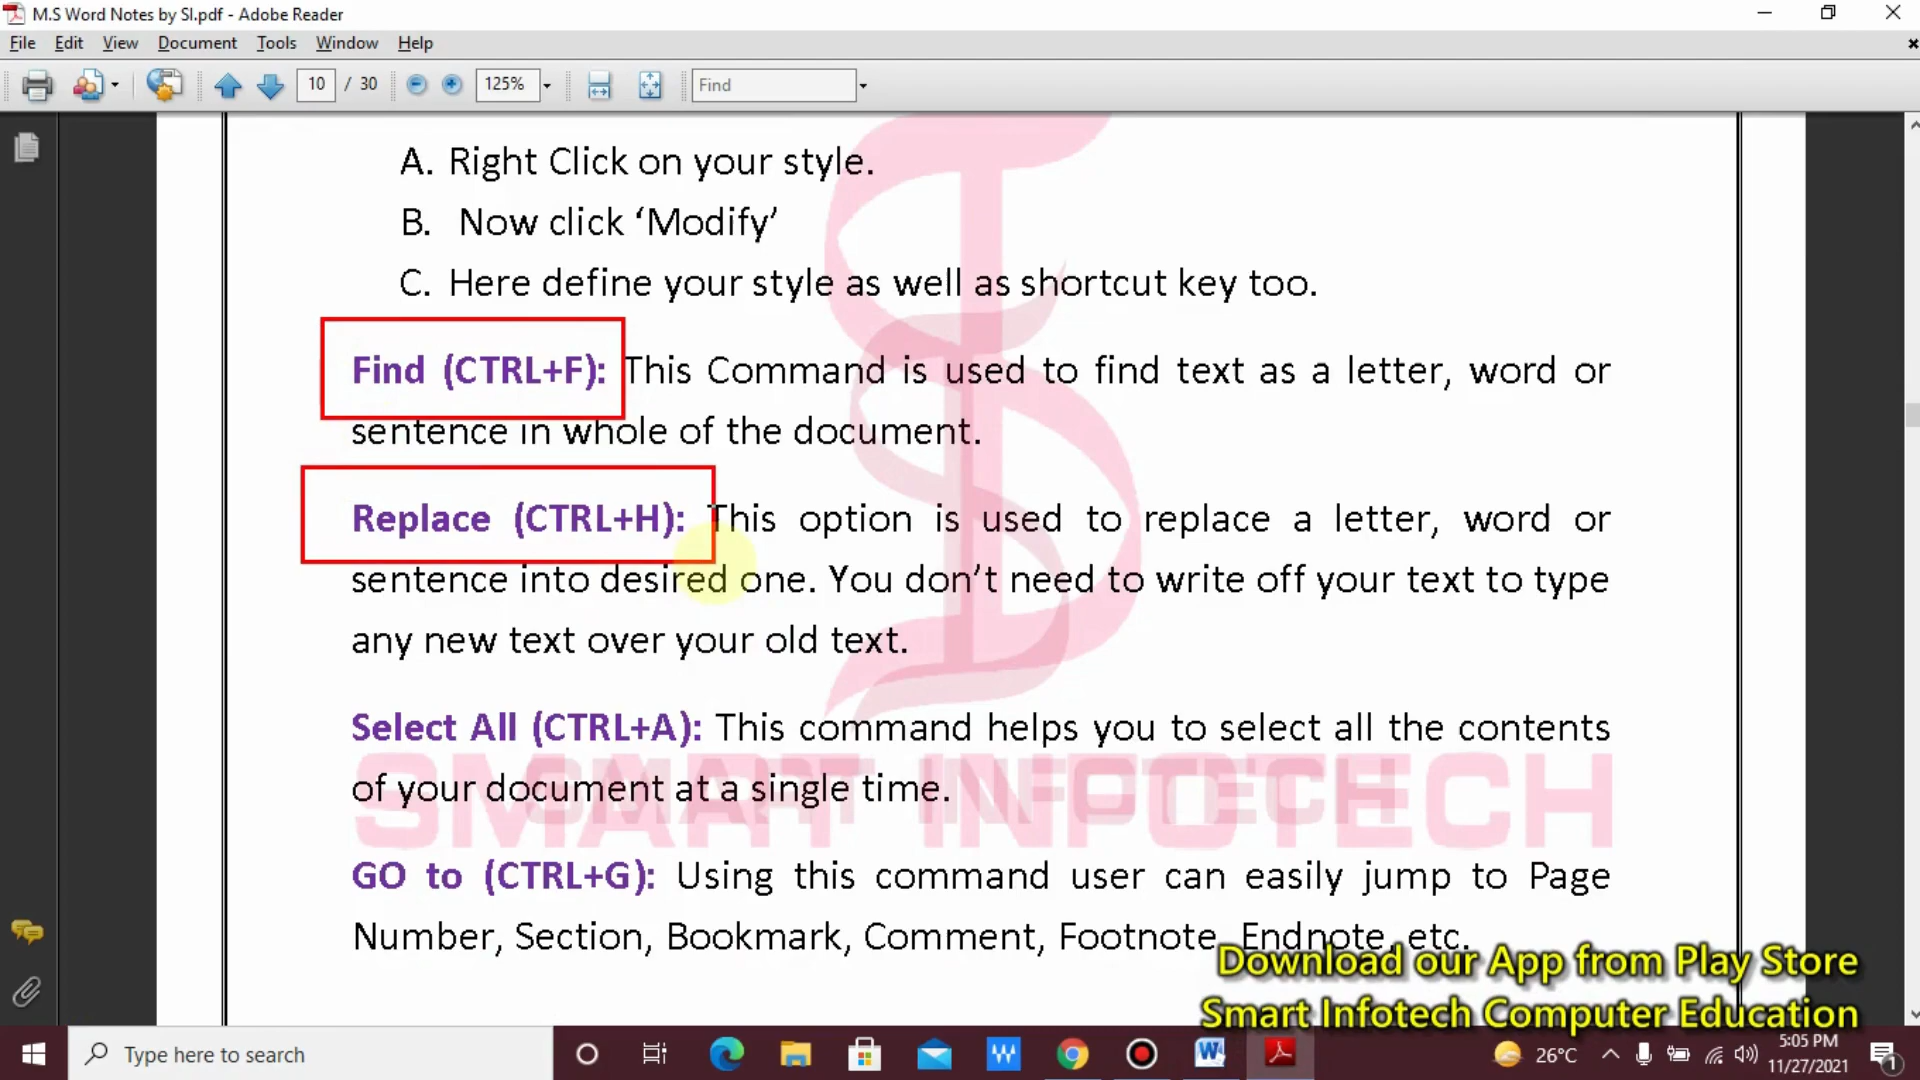 M.S Word Notes by SI.pdf - Adobe Reader
File Edit View Document Tools Window Help
10 / 30 125% Find
A. Right Click on your style.
B. Now click ‘Modify’
C. Here define your style as well as shortcut key too.
Find (CTRL+F): This Command is used to find text as a letter, word or
sentence in whole of the document.
Replace (CTRL+H): This option is used to replace a letter, word or
sentence into desired one. You don’t need to write off your text to type
any new text over your old text.
Select All (CTRL+A): This command helps you to select all the contents
of your document at a single time.
SMART INFOTECH
GO to (CTRL+G): Using this command user can easily jump to Page
Number, Section, Bookmark, Comment, Footnote, Endnote, etc.
Download our App from Play Store
Smart Infotech Computer Education
Type here to search
26°C
5:05 PM
11/27/2021
1